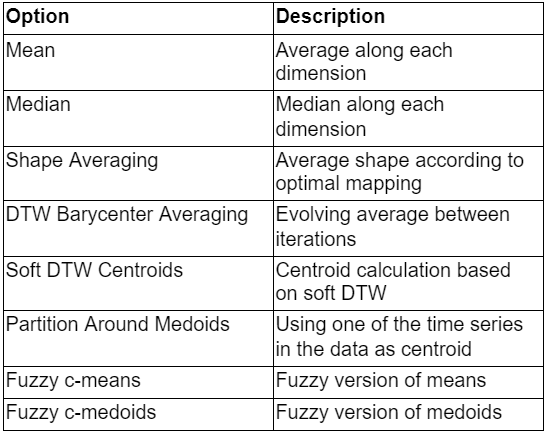 Option Description
Mean Average along each
dimension
Median Median along each
dimension
Shape Averaging Average shape according to
optimal mapping
DTW Barycenter Averaging Evolving average between
iterations
Soft DTW Centroids Centroid calculation based
on soft DTW
Partition Around Medoids Using one of the time series
in the data as centroid
Fuzzy c-means Fuzzy version of means
Fuzzy c-medoids Fuzzy version of medoids